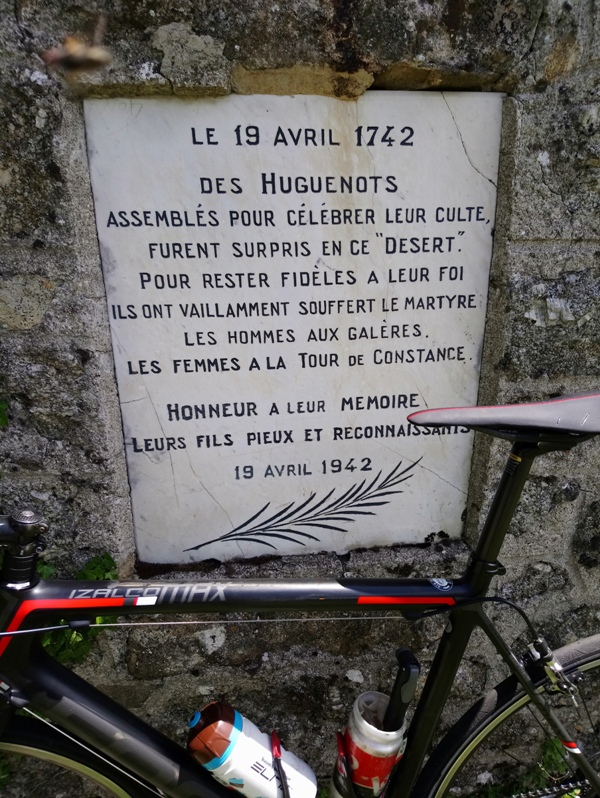 LE 19 AVRIL 1742
DES HUGUENOTS
ASSEMBLÉS POUR CÉLÉBRER LEUR CULTE,
FURENT SURPRIS EN CE "DESERT".
POUR RESTER FIDÈLES A LEUR FOI
ILS ONT VAILLAMMENT SOUFFERT LE MARTYRE
LES HOMMES AUX GALÈRES.
LES FEMMES A LA TOUR DE CONSTANCE.
HONNEUR A LEUR MEMOIRE
LEURS FILS PIEUX ET RECONNAISSANTS
19 AVRIL 1942
IZALCO MAX